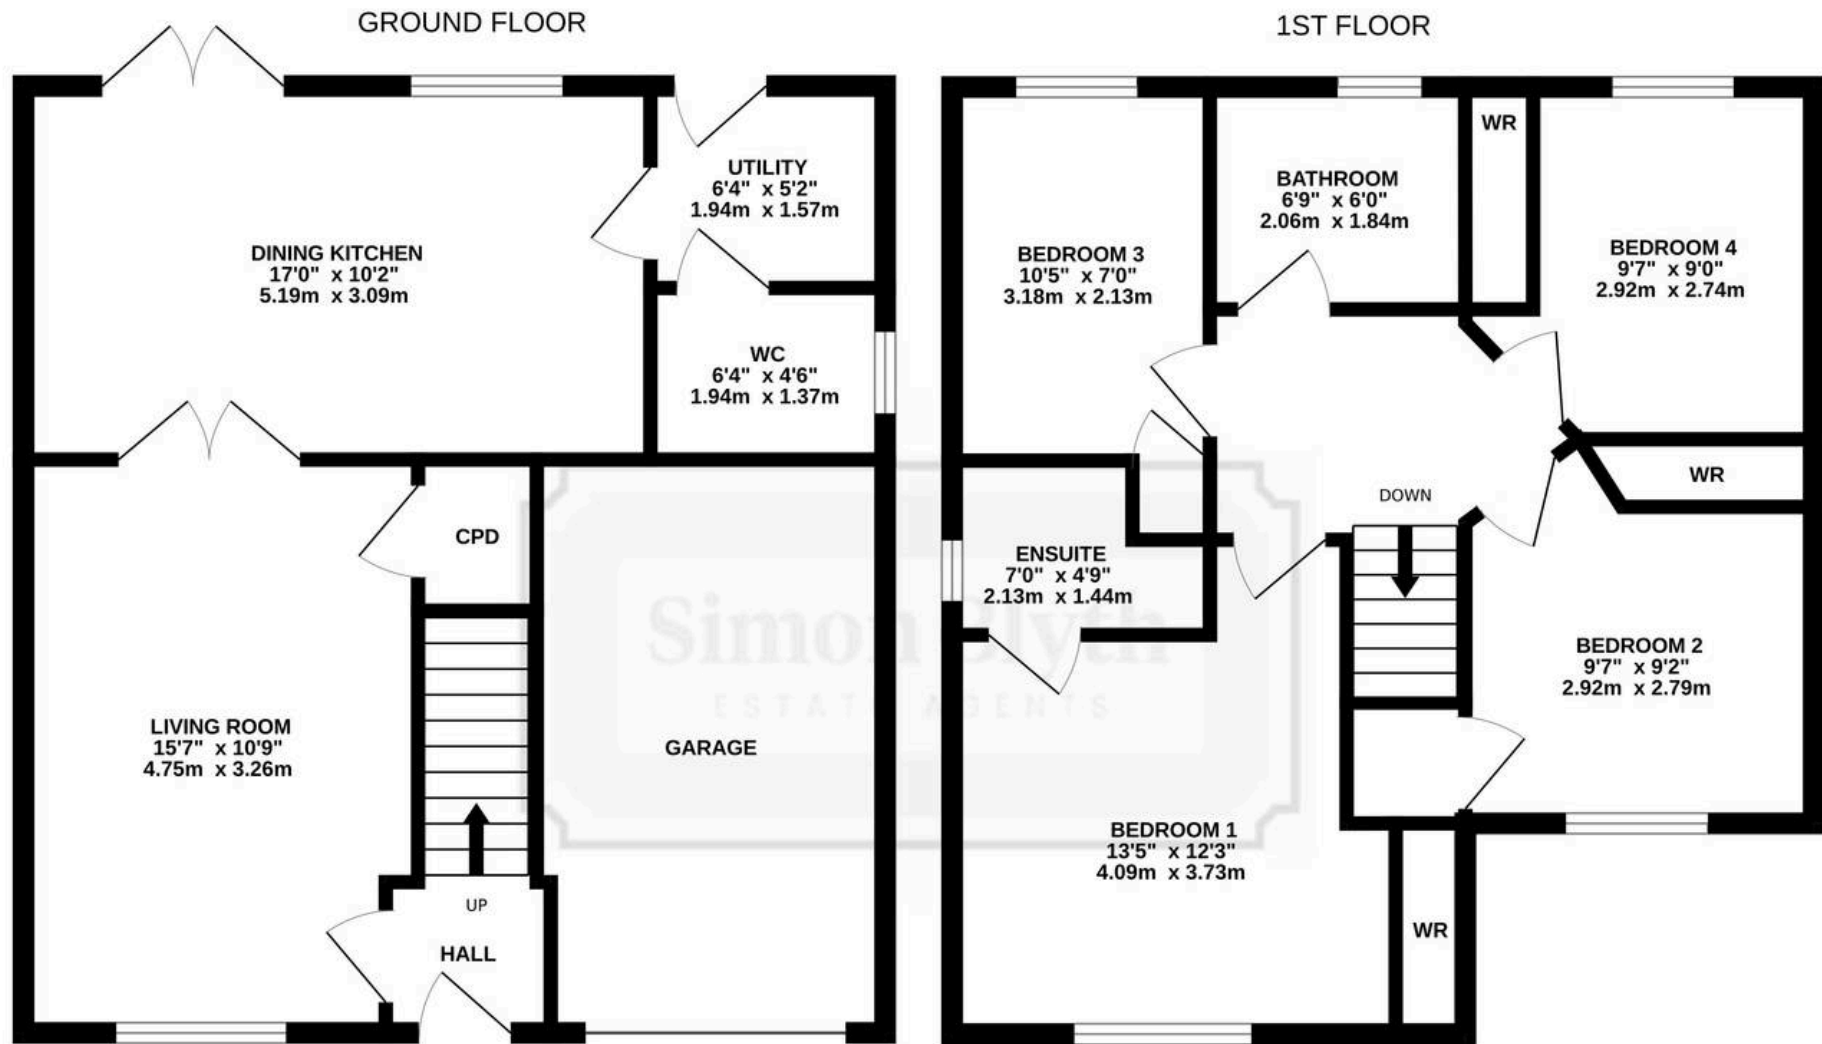 GROUND FLOOR
DINING KITCHEN
17'0" x 10'2"
5.19m x 3.09m
UTILITY
6'4" x 5'2"
1.94m x 1.57m
WC
6'4" x 4'6"
1.94m x 1.37m
CPD
LIVING ROOM
15'7" x 10'9"
4.75m x 3.26m
GARAGE
UP
HALL
1ST FLOOR
BEDROOM 3
10'5" x 7'0"
3.18m x 2.13m
BATHROOM
6'9" x 6'0"
2.06m x 1.84m
WR
BEDROOM 4
9'7" x 9'0"
2.92m x 2.74m
WR
DOWN
ENSUITE
7'0" x 4'9"
2.13m x 1.44m
BEDROOM 2
9'7" x 9'2"
2.92m x 2.79m
BEDROOM 1
13'5" x 12'3"
4.09m x 3.73m
WR
Simon Blyth
ESTATE AGENTS